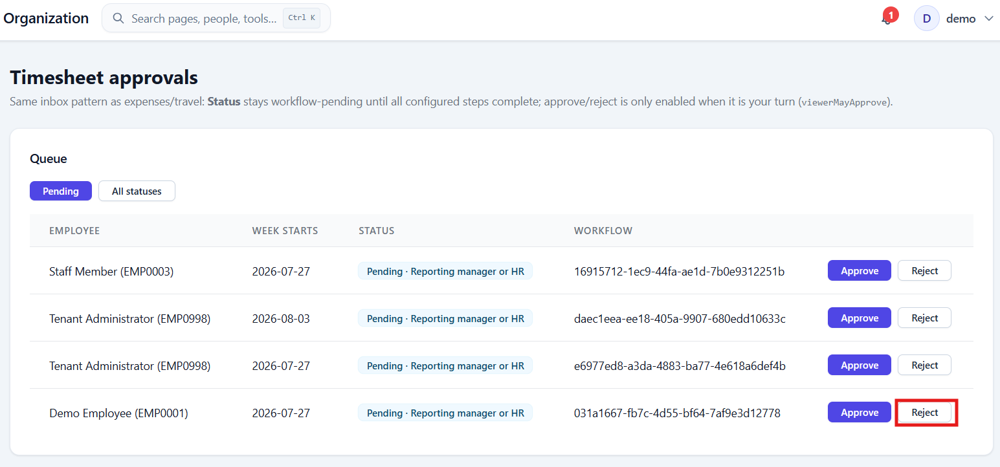 Organization
Search pages, people, tools... Ctrl K
1
D demo
Timesheet approvals
Same inbox pattern as expenses/travel: Status stays workflow-pending until all configured steps complete; approve/reject is only enabled when it is your turn (viewerMayApprove).
Queue
Pending All statuses
EMPLOYEE WEEK STARTS STATUS WORKFLOW
Staff Member (EMP0003) 2026-07-27 Pending · Reporting manager or HR 16915712-1ec9-44fa-ae1d-7b0e9312251b Approve Reject
Tenant Administrator (EMP0998) 2026-08-03 Pending · Reporting manager or HR daec1eea-ee18-405a-9907-680edd10633c Approve Reject
Tenant Administrator (EMP0998) 2026-07-27 Pending · Reporting manager or HR e6977ed8-a3da-4883-ba77-4e618a6def4b Approve Reject
Demo Employee (EMP0001) 2026-07-27 Pending · Reporting manager or HR 031a1667-fb7c-4d55-bf64-7af9e3d12778 Approve Reject